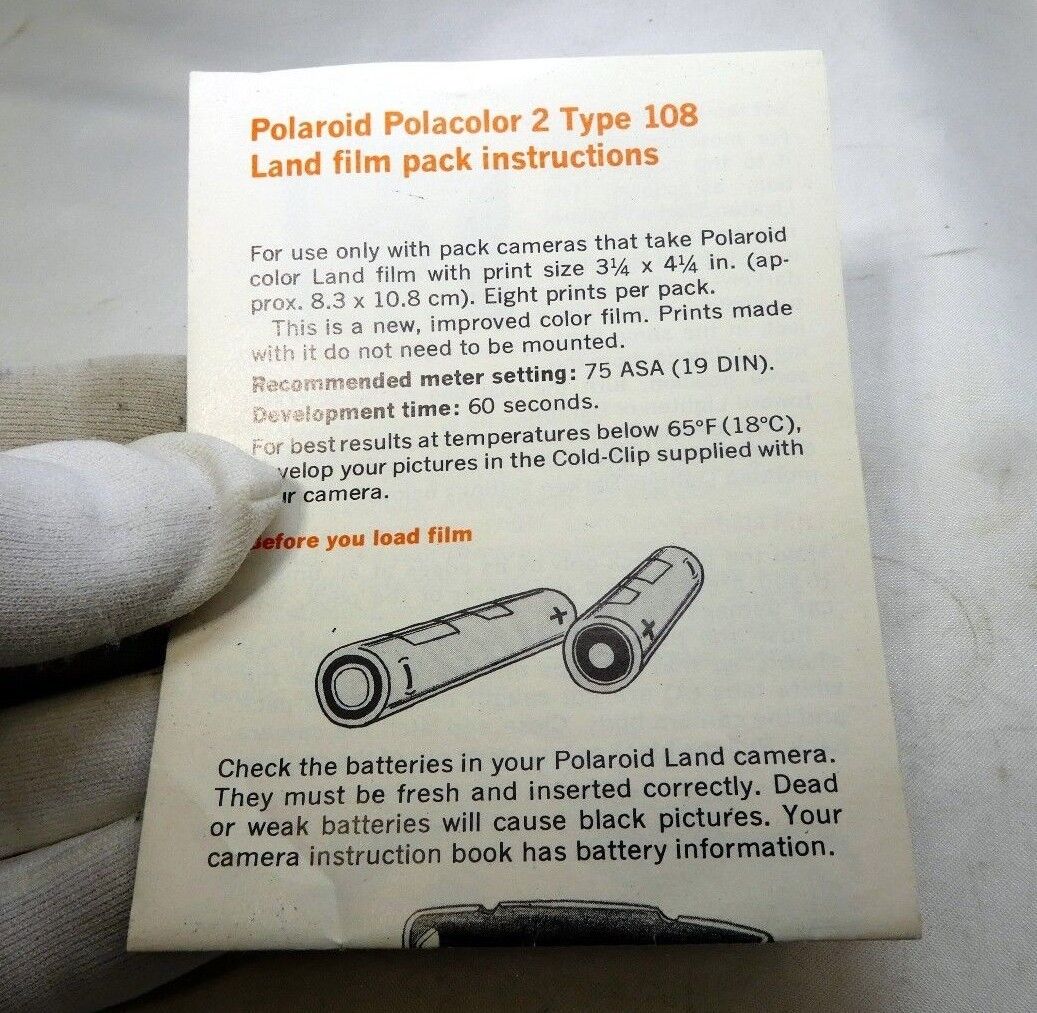 Polaroid Polacolor 2 Type 108
Land film pack instructions
For use only with pack cameras that take Polaroid
color Land film with print size 3¼ x 4¼ in. (ap-
prox. 8.3 x 10.8 cm). Eight prints per pack.
This is a new, improved color film. Prints made
with it do not need to be mounted.
Recommended meter setting: 75 ASA (19 DIN).
Development time: 60 seconds.
For best results at temperatures below 65°F (18°C),
velop your pictures in the Cold-Clip supplied with
ur camera.
Before you load film
+
+
Check the batteries in your Polaroid Land camera.
They must be fresh and inserted correctly. Dead
or weak batteries will cause black pictures. Your
camera instruction book has battery information.